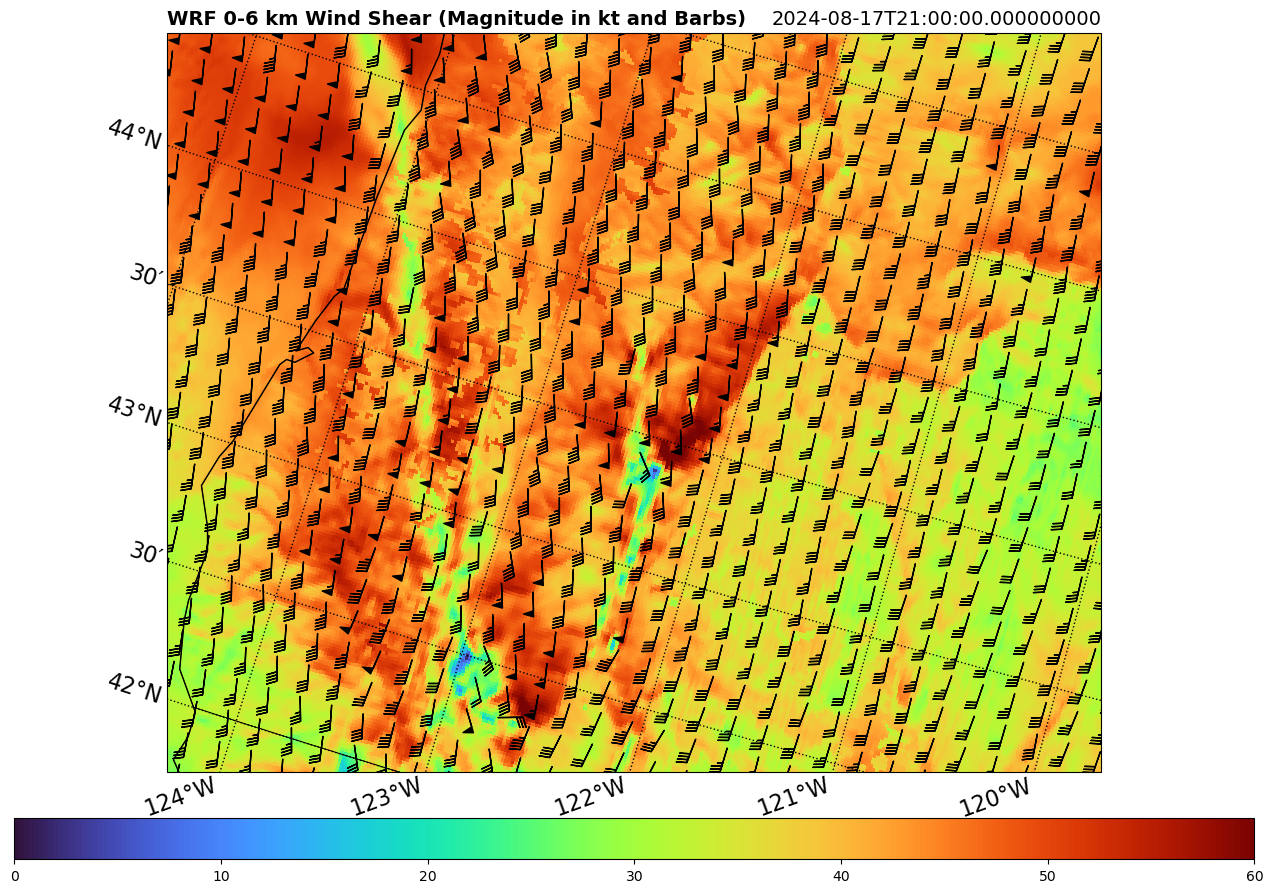 WRF 0-6 km Wind Shear (Magnitude in kt and Barbs) 2024-08-17T21:00:00.000000000
44°N
30′
43°N
30′
42°N
124°W 123°W 122°W 121°W 120°W
0 10 20 30 40 50 60